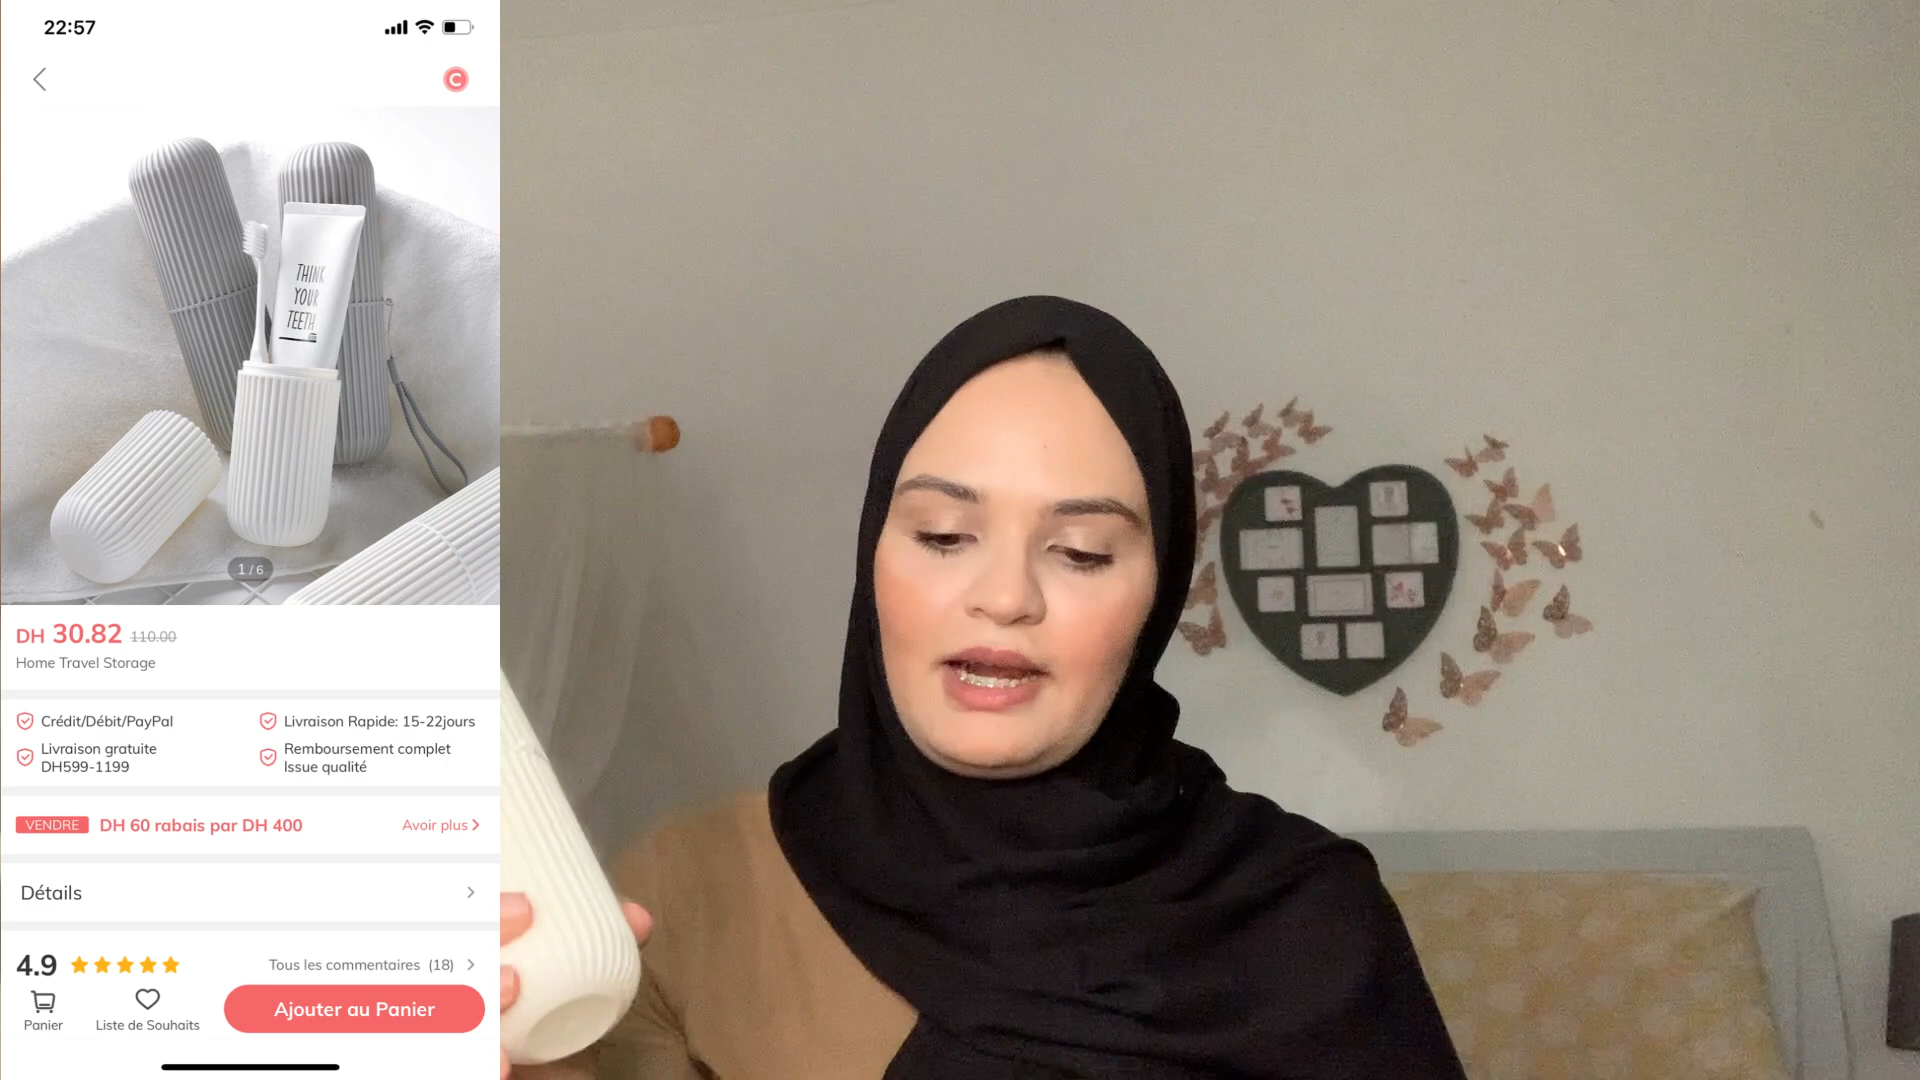 22:57
C
THINK
YOUR
TEETH
1 / 6
DH 30.82 110.00
Home Travel Storage
Crédit/Débit/PayPal
Livraison Rapide: 15-22jours
Livraison gratuite
DH599-1199
Remboursement complet
Issue qualité
VENDRE DH 60 rabais par DH 400 Avoir plus
Détails
4.9 Tous les commentaires (18)
Panier
Liste de Souhaits
Ajouter au Panier